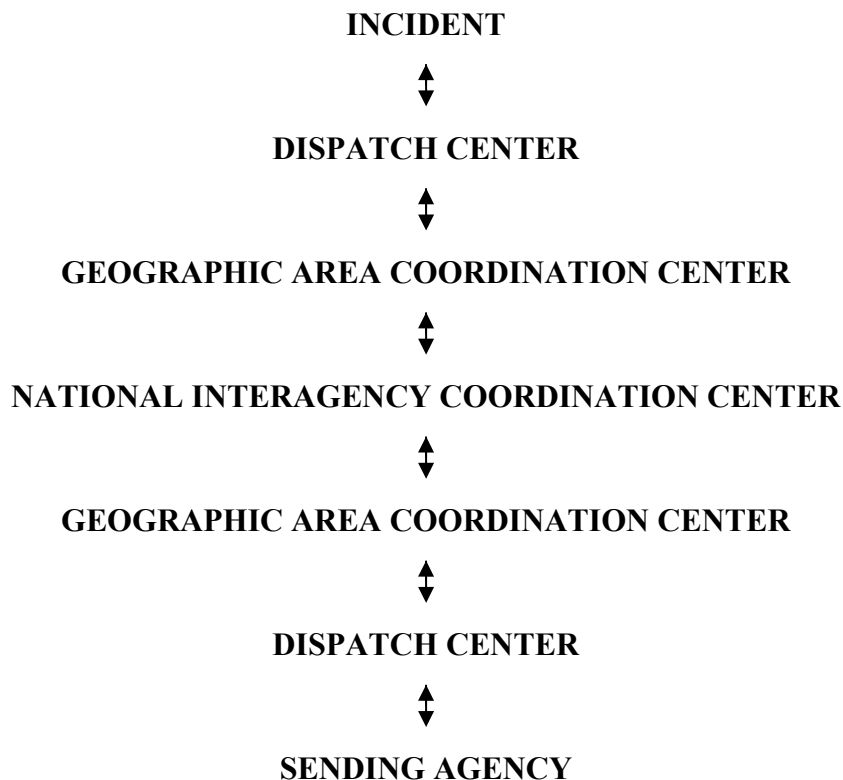 INCIDENT
DISPATCH CENTER
GEOGRAPHIC AREA COORDINATION CENTER
NATIONAL INTERAGENCY COORDINATION CENTER
GEOGRAPHIC AREA COORDINATION CENTER
DISPATCH CENTER
SENDING AGENCY